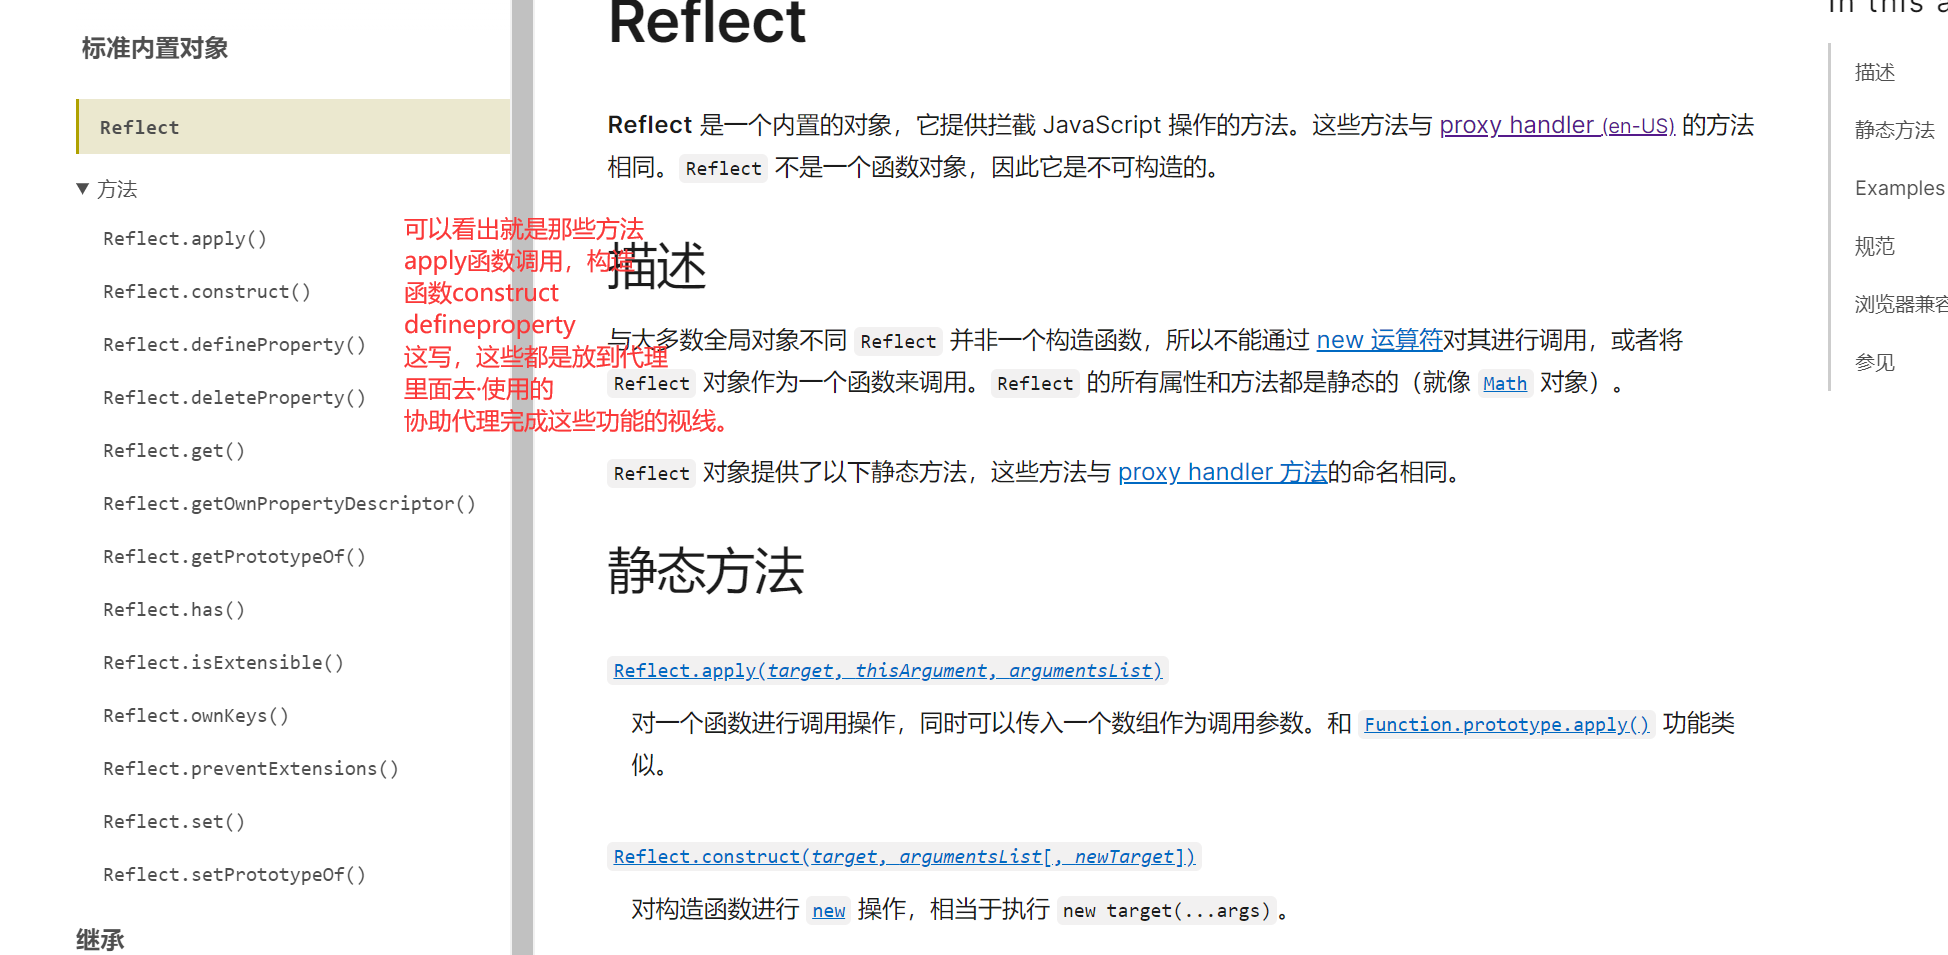 标准内置对象
Reflect
方法
Reflect.apply()
Reflect.construct()
Reflect.defineProperty()
Reflect.deleteProperty()
Reflect.get()
Reflect.getOwnPropertyDescriptor()
Reflect.getPrototypeOf()
Reflect.has()
Reflect.isExtensible()
Reflect.ownKeys()
Reflect.preventExtensions()
Reflect.set()
Reflect.setPrototypeOf()
继承
可以看出就是那些方法
apply函数调用，构造
函数construct
defineproperty
这写，这些都是放到代理
里面去·使用的
协助代理完成这些功能的视线。
Reflect
Reflect 是一个内置的对象，它提供拦截 JavaScript 操作的方法。这些方法与 proxy handler (en-US) 的方法
相同。Reflect 不是一个函数对象，因此它是不可构造的。
描述
与大多数全局对象不同 Reflect 并非一个构造函数，所以不能通过 new 运算符对其进行调用，或者将
Reflect 对象作为一个函数来调用。Reflect 的所有属性和方法都是静态的（就像 Math 对象）。
Reflect 对象提供了以下静态方法，这些方法与 proxy handler 方法的命名相同。
静态方法
Reflect.apply(target, thisArgument, argumentsList)
对一个函数进行调用操作，同时可以传入一个数组作为调用参数。和 Function.prototype.apply() 功能类
似。
Reflect.construct(target, argumentsList[, newTarget])
对构造函数进行 new 操作，相当于执行 new target(...args)。
In this a
描述
静态方法
Examples
规范
浏览器兼容
参见